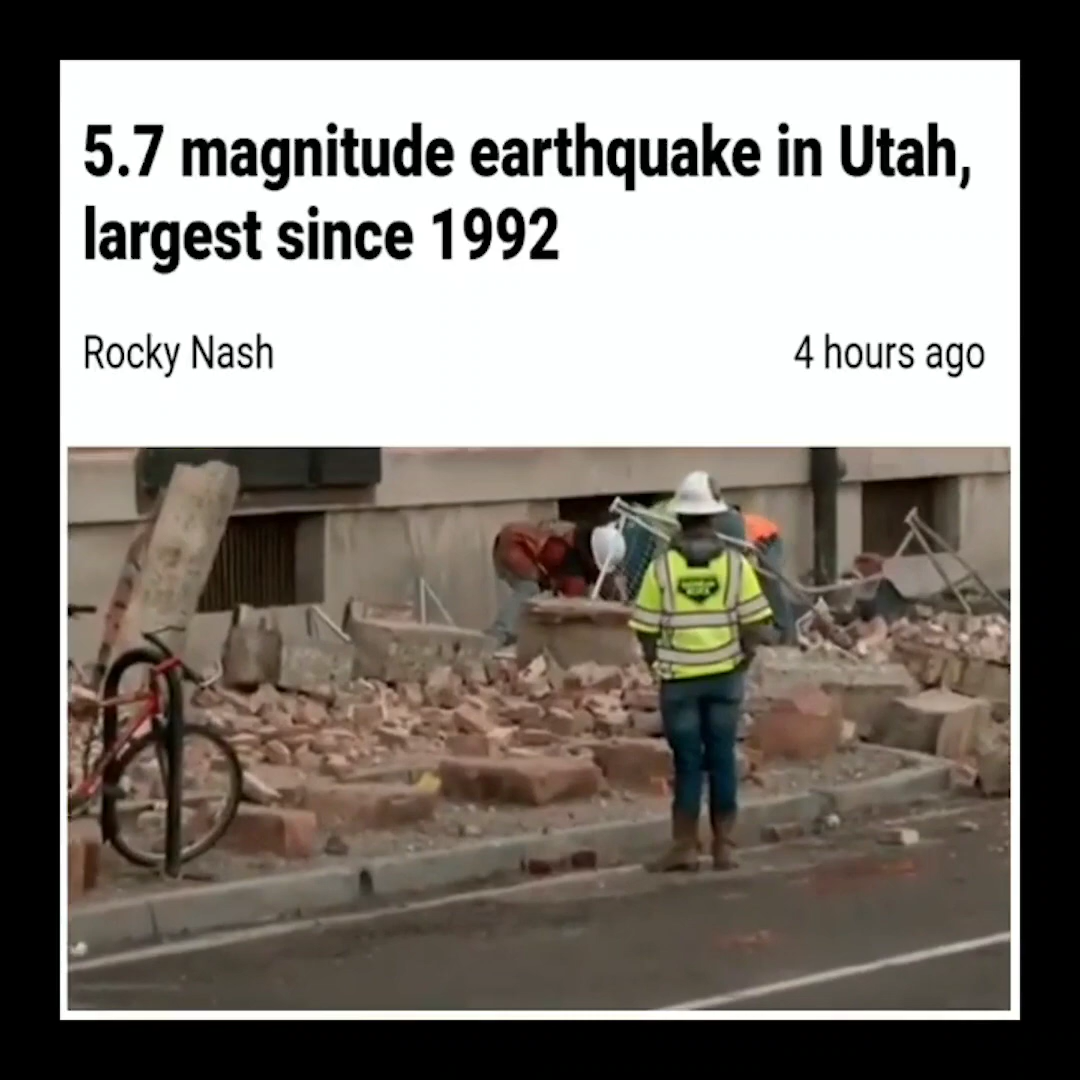 5.7 magnitude earthquake in Utah,
largest since 1992
Rocky Nash
4 hours ago